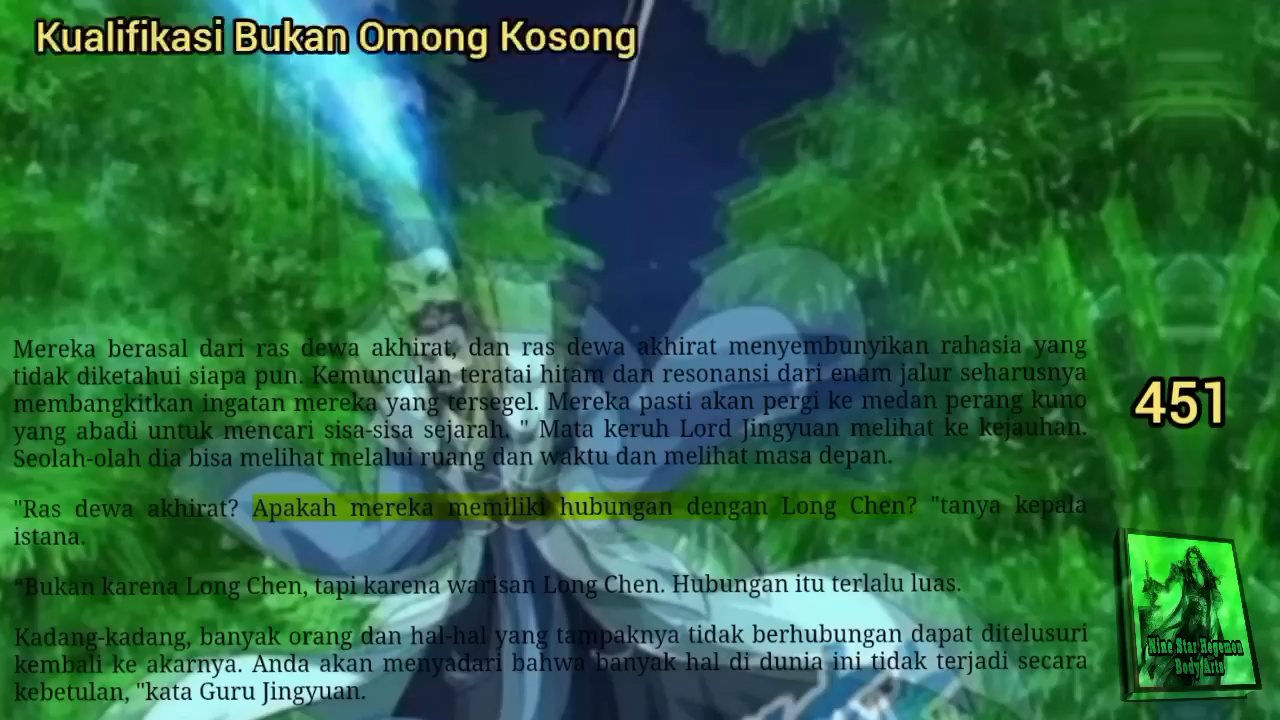 Kualifikasi Bukan Omong Kosong
Mereka berasal dari ras dewa akhirat, dan ras dewa akhirat menyembunyikan rahasia yang
tidak diketahui siapa pun. Kemunculan teratai hitam dan resonansi dari enam jalur seharusnya
membangkitkan ingatan mereka yang tersegel. Mereka pasti akan pergi ke medan perang kuno
yang abadi untuk mencari sisa-sisa sejarah. " Mata keruh Lord Jingyuan melihat ke kejauhan.
Seolah-olah dia bisa melihat melalui ruang dan waktu dan melihat masa depan.
451
"Ras dewa akhirat? Apakah mereka memiliki hubungan dengan Long Chen? "tanya kepala
istana.
“Bukan karena Long Chen, tapi karena warisan Long Chen. Hubungan itu terlalu luas.
Kadang-kadang, banyak orang dan hal-hal yang tampaknya tidak berhubungan dapat ditelusuri
kembali ke akarnya. Anda akan menyadari bahwa banyak hal di dunia ini tidak terjadi secara
kebetulan, "kata Guru Jingyuan.
Nine Star Hegemon
Body Arts